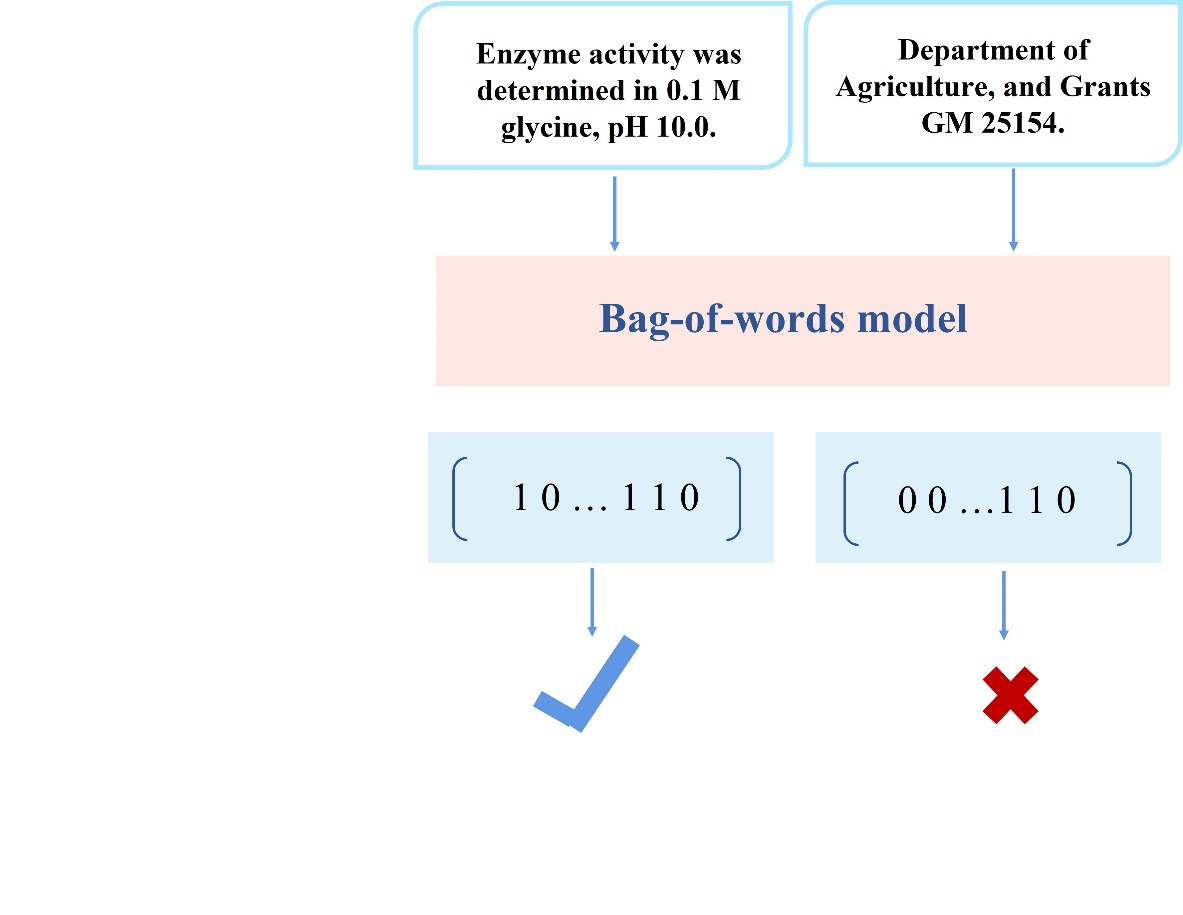 Enzyme activity was
determined in 0.1 M
glycine, pH 10.0.
Department of
Agriculture, and Grants
GM 25154.
Bag-of-words model
1 0 … 1 1 0
0 0 …1 1 0